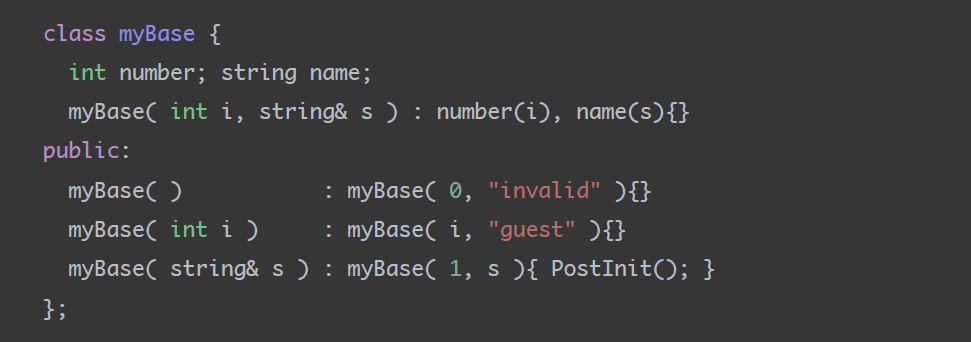 class myBase {
  int number; string name;
  myBase( int i, string& s ) : number(i), name(s){}
public:
  myBase( )           : myBase( 0, "invalid" ){}
  myBase( int i )     : myBase( i, "guest" ){}
  myBase( string& s ) : myBase( 1, s ){ PostInit(); }
};